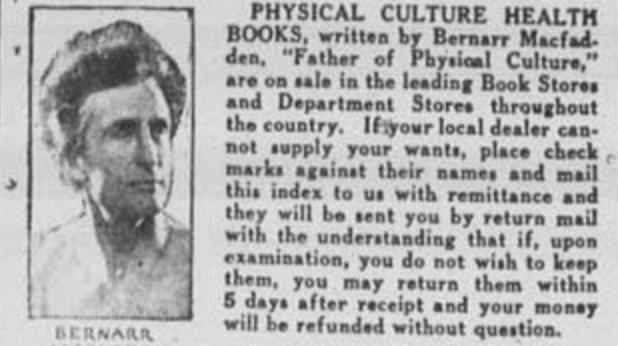 PHYSICAL CULTURE HEALTH
BOOKS, written by Bernarr Macfad-
den, "Father of Physical Culture,"
are on sale in the leading Book Stores
and Department Stores throughout
the country. If your local dealer can-
not supply your wants, place check
marks against their names and mail
this index to us with remittance and
they will be sent you by return mail
with the understanding that if, upon
examination, you do not wish to keep
them, you may return them within
5 days after receipt and your money
will be refunded without question.
BERNARR